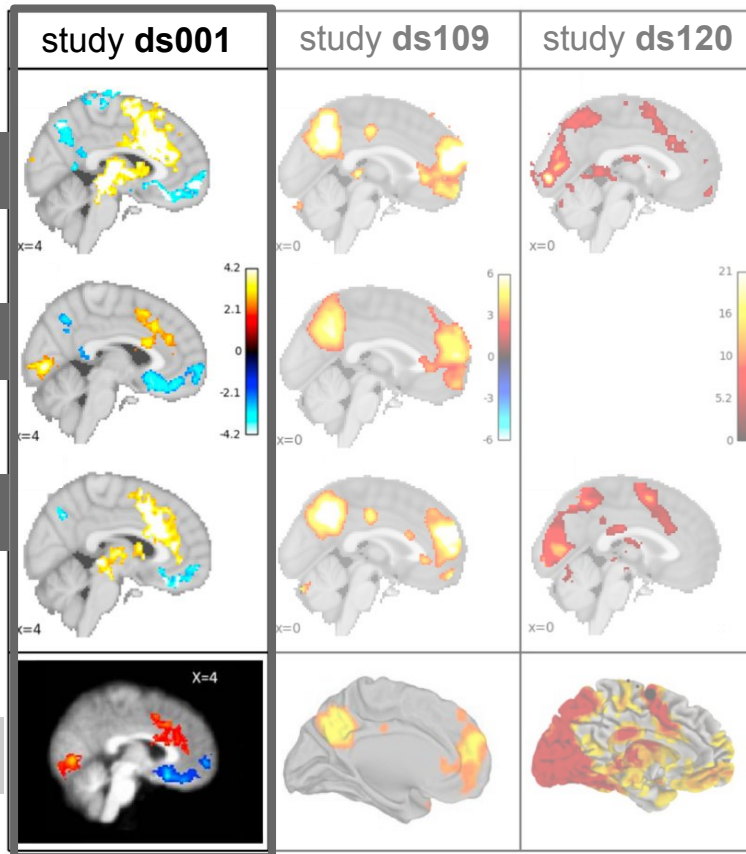 study ds001
study ds109
study ds120
x=4
x=0
x=0
4.2
2.1
0
-2.1
-4.2
x=4
6
3
0
-3
-6
x=0
21
16
10
5.2
0
x=4
x=0
x=0
X=4